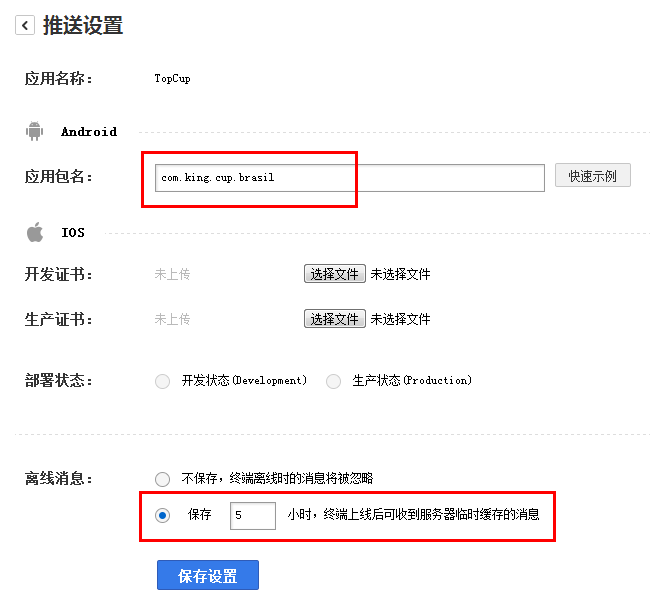 推送设置
应用名称： TopCup
Android
应用包名： com.king.cup.brasil 快速示例
IOS
开发证书： 未上传 选择文件 未选择文件
生产证书： 未上传 选择文件 未选择文件
部署状态： 开发状态(Development) 生产状态(Production)
离线消息： 不保存，终端离线时的消息将被忽略
保存 5 小时，终端上线后可收到服务器临时缓存的消息
保存设置